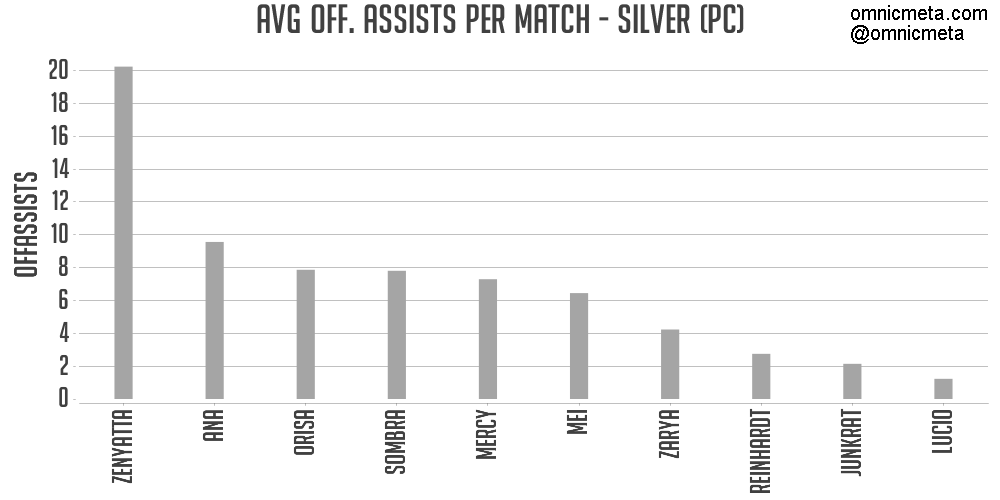 AVG OFF. ASSISTS PER MATCH - SILVER (PC)
omnicmeta.com
@omnicmeta
OFFASSISTS
20
18
16
14
12
10
8
6
4
2
0
ZENYATTA
ANA
ORISA
SOMBRA
MERCY
MEI
ZARYA
REINHARDT
JUNKRAT
LUCIO